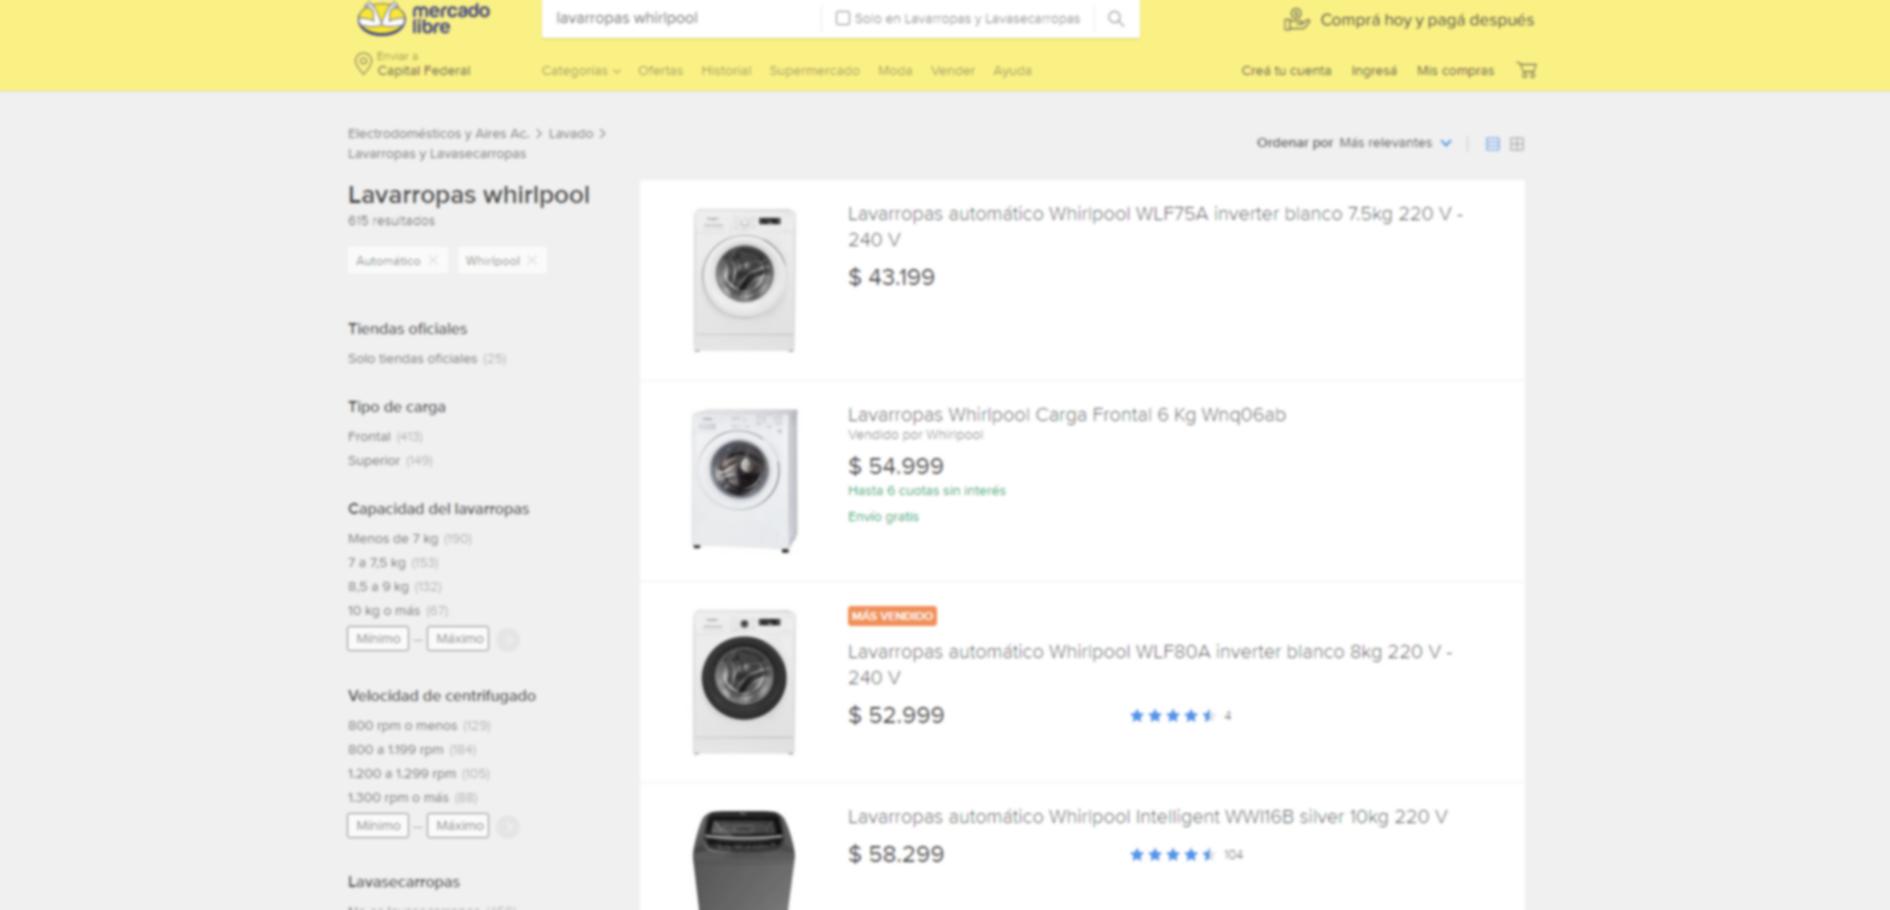 mercado
libre
lavarropas whirlpool
Solo en Lavarropas y Lavasecarropas
Comprá hoy y pagá después
Enviar a
Capital Federal
Categorías
Ofertas
Historial
Supermercado
Moda
Vender
Ayuda
Creá tu cuenta
Ingresá
Mis compras
Electrodomésticos y Aires Ac. > Lavado >
Lavarropas y Lavasecarropas
Ordenar por Más relevantes
Lavarropas whirlpool
615 resultados
Automático
Whirlpool
Tiendas oficiales
Solo tiendas oficiales (25)
Tipo de carga
Frontal (413)
Superior (149)
Capacidad del lavarropas
Menos de 7 kg (190)
7 a 7,5 kg (153)
8,5 a 9 kg (132)
10 kg o más (67)
Mínimo — Máximo
Velocidad de centrifugado
800 rpm o menos (129)
800 a 1.199 rpm (184)
1.200 a 1.299 rpm (105)
1.300 rpm o más (88)
Mínimo — Máximo
Lavasecarropas
Lavarropas automático Whirlpool WLF75A inverter blanco 7.5kg 220 V -
240 V
$ 43.199
Lavarropas Whirlpool Carga Frontal 6 Kg Wnq06ab
Vendido por Whirlpool
$ 54.999
Hasta 6 cuotas sin interés
Envío gratis
MÁS VENDIDO
Lavarropas automático Whirlpool WLF80A inverter blanco 8kg 220 V -
240 V
$ 52.999
4
Lavarropas automático Whirlpool Intelligent WWI16B silver 10kg 220 V
$ 58.299
104